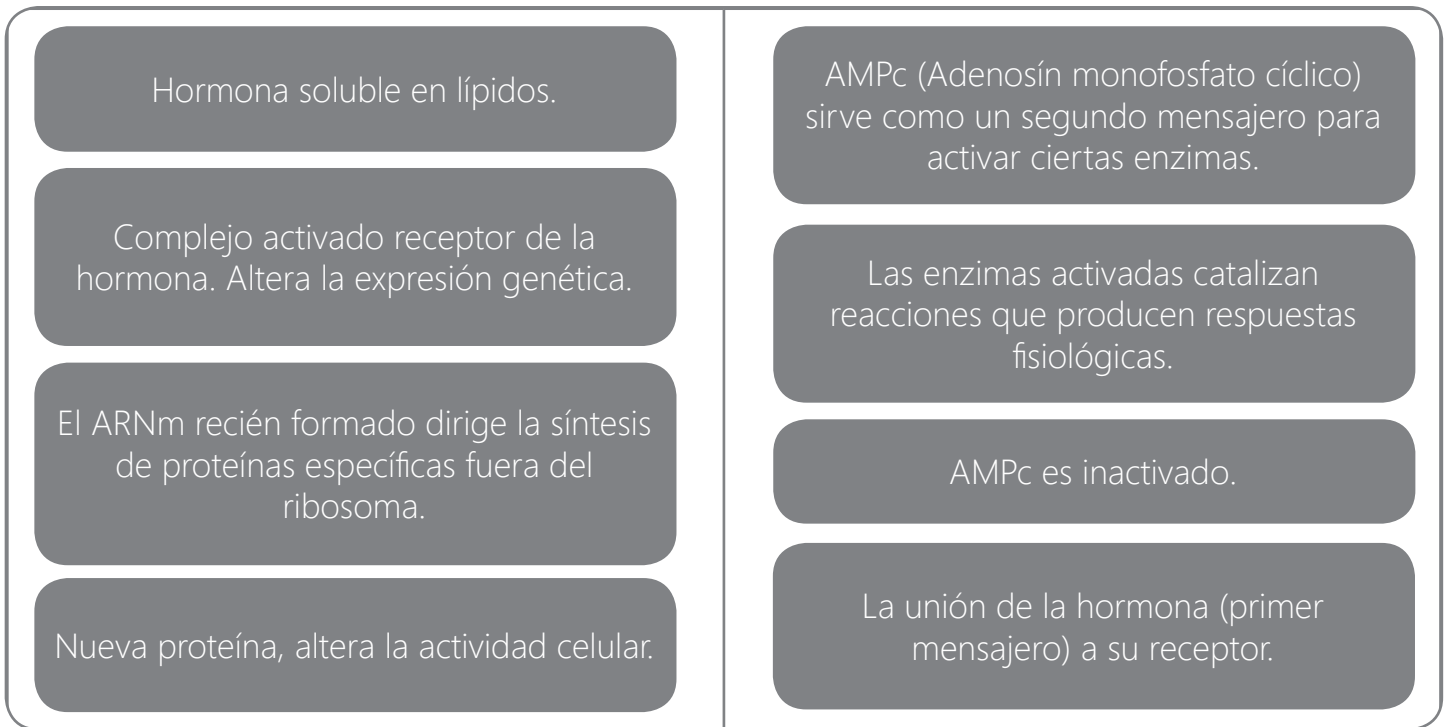 Hormona soluble en lípidos.
Complejo activado receptor de la
hormona. Altera la expresión genética.
El ARNm recién formado dirige la síntesis
de proteínas específicas fuera del
ribosoma.
Nueva proteína, altera la actividad celular.
AMPc (Adenosín monofosfato cíclico)
sirve como un segundo mensajero para
activar ciertas enzimas.
Las enzimas activadas catalizan
reacciones que producen respuestas
fisiológicas.
AMPc es inactivado.
La unión de la hormona (primer
mensajero) a su receptor.